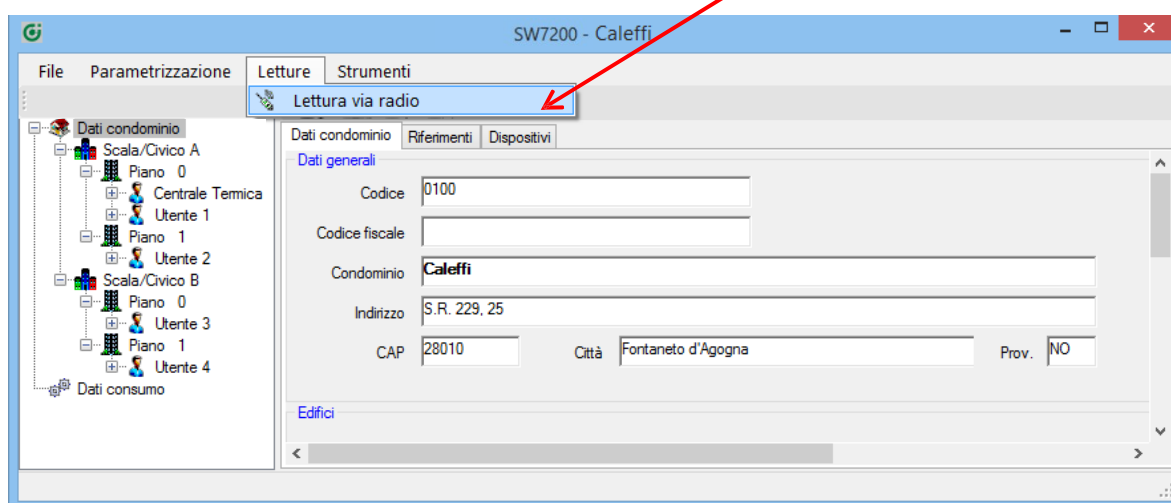 SW7200 - Caleffi
File Parametrizzazione Letture Strumenti
Lettura via radio
Dati condominio
Scala/Civico A
Piano 0
Centrale Termica
Utente 1
Piano 1
Utente 2
Scala/Civico B
Piano 0
Utente 3
Piano 1
Utente 4
Dati consumo
Dati condominio Riferimenti Dispositivi
Dati generali
Codice 0100
Codice fiscale
Condominio Caleffi
Indirizzo S.R. 229, 25
CAP 28010 Città Fontaneto d'Agogna Prov. NO
Edifici